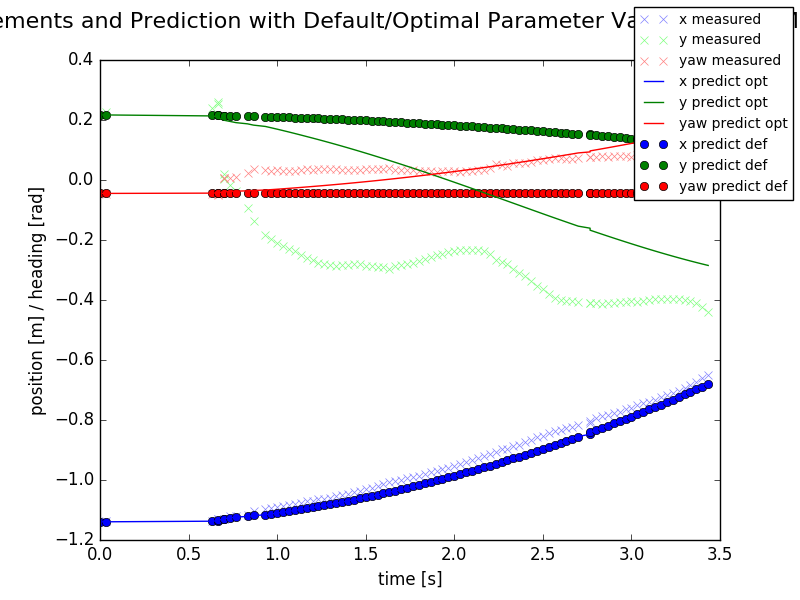 ements and Prediction with Default/Optimal Parameter Va
x measured
y measured
yaw measured
x predict opt
y predict opt
yaw predict opt
x predict def
y predict def
yaw predict def
0.4
0.2
0.0
−0.2
−0.4
−0.6
−0.8
−1.0
−1.2
position [m] / heading [rad]
0.0 0.5 1.0 1.5 2.0 2.5 3.0 3.5
time [s]